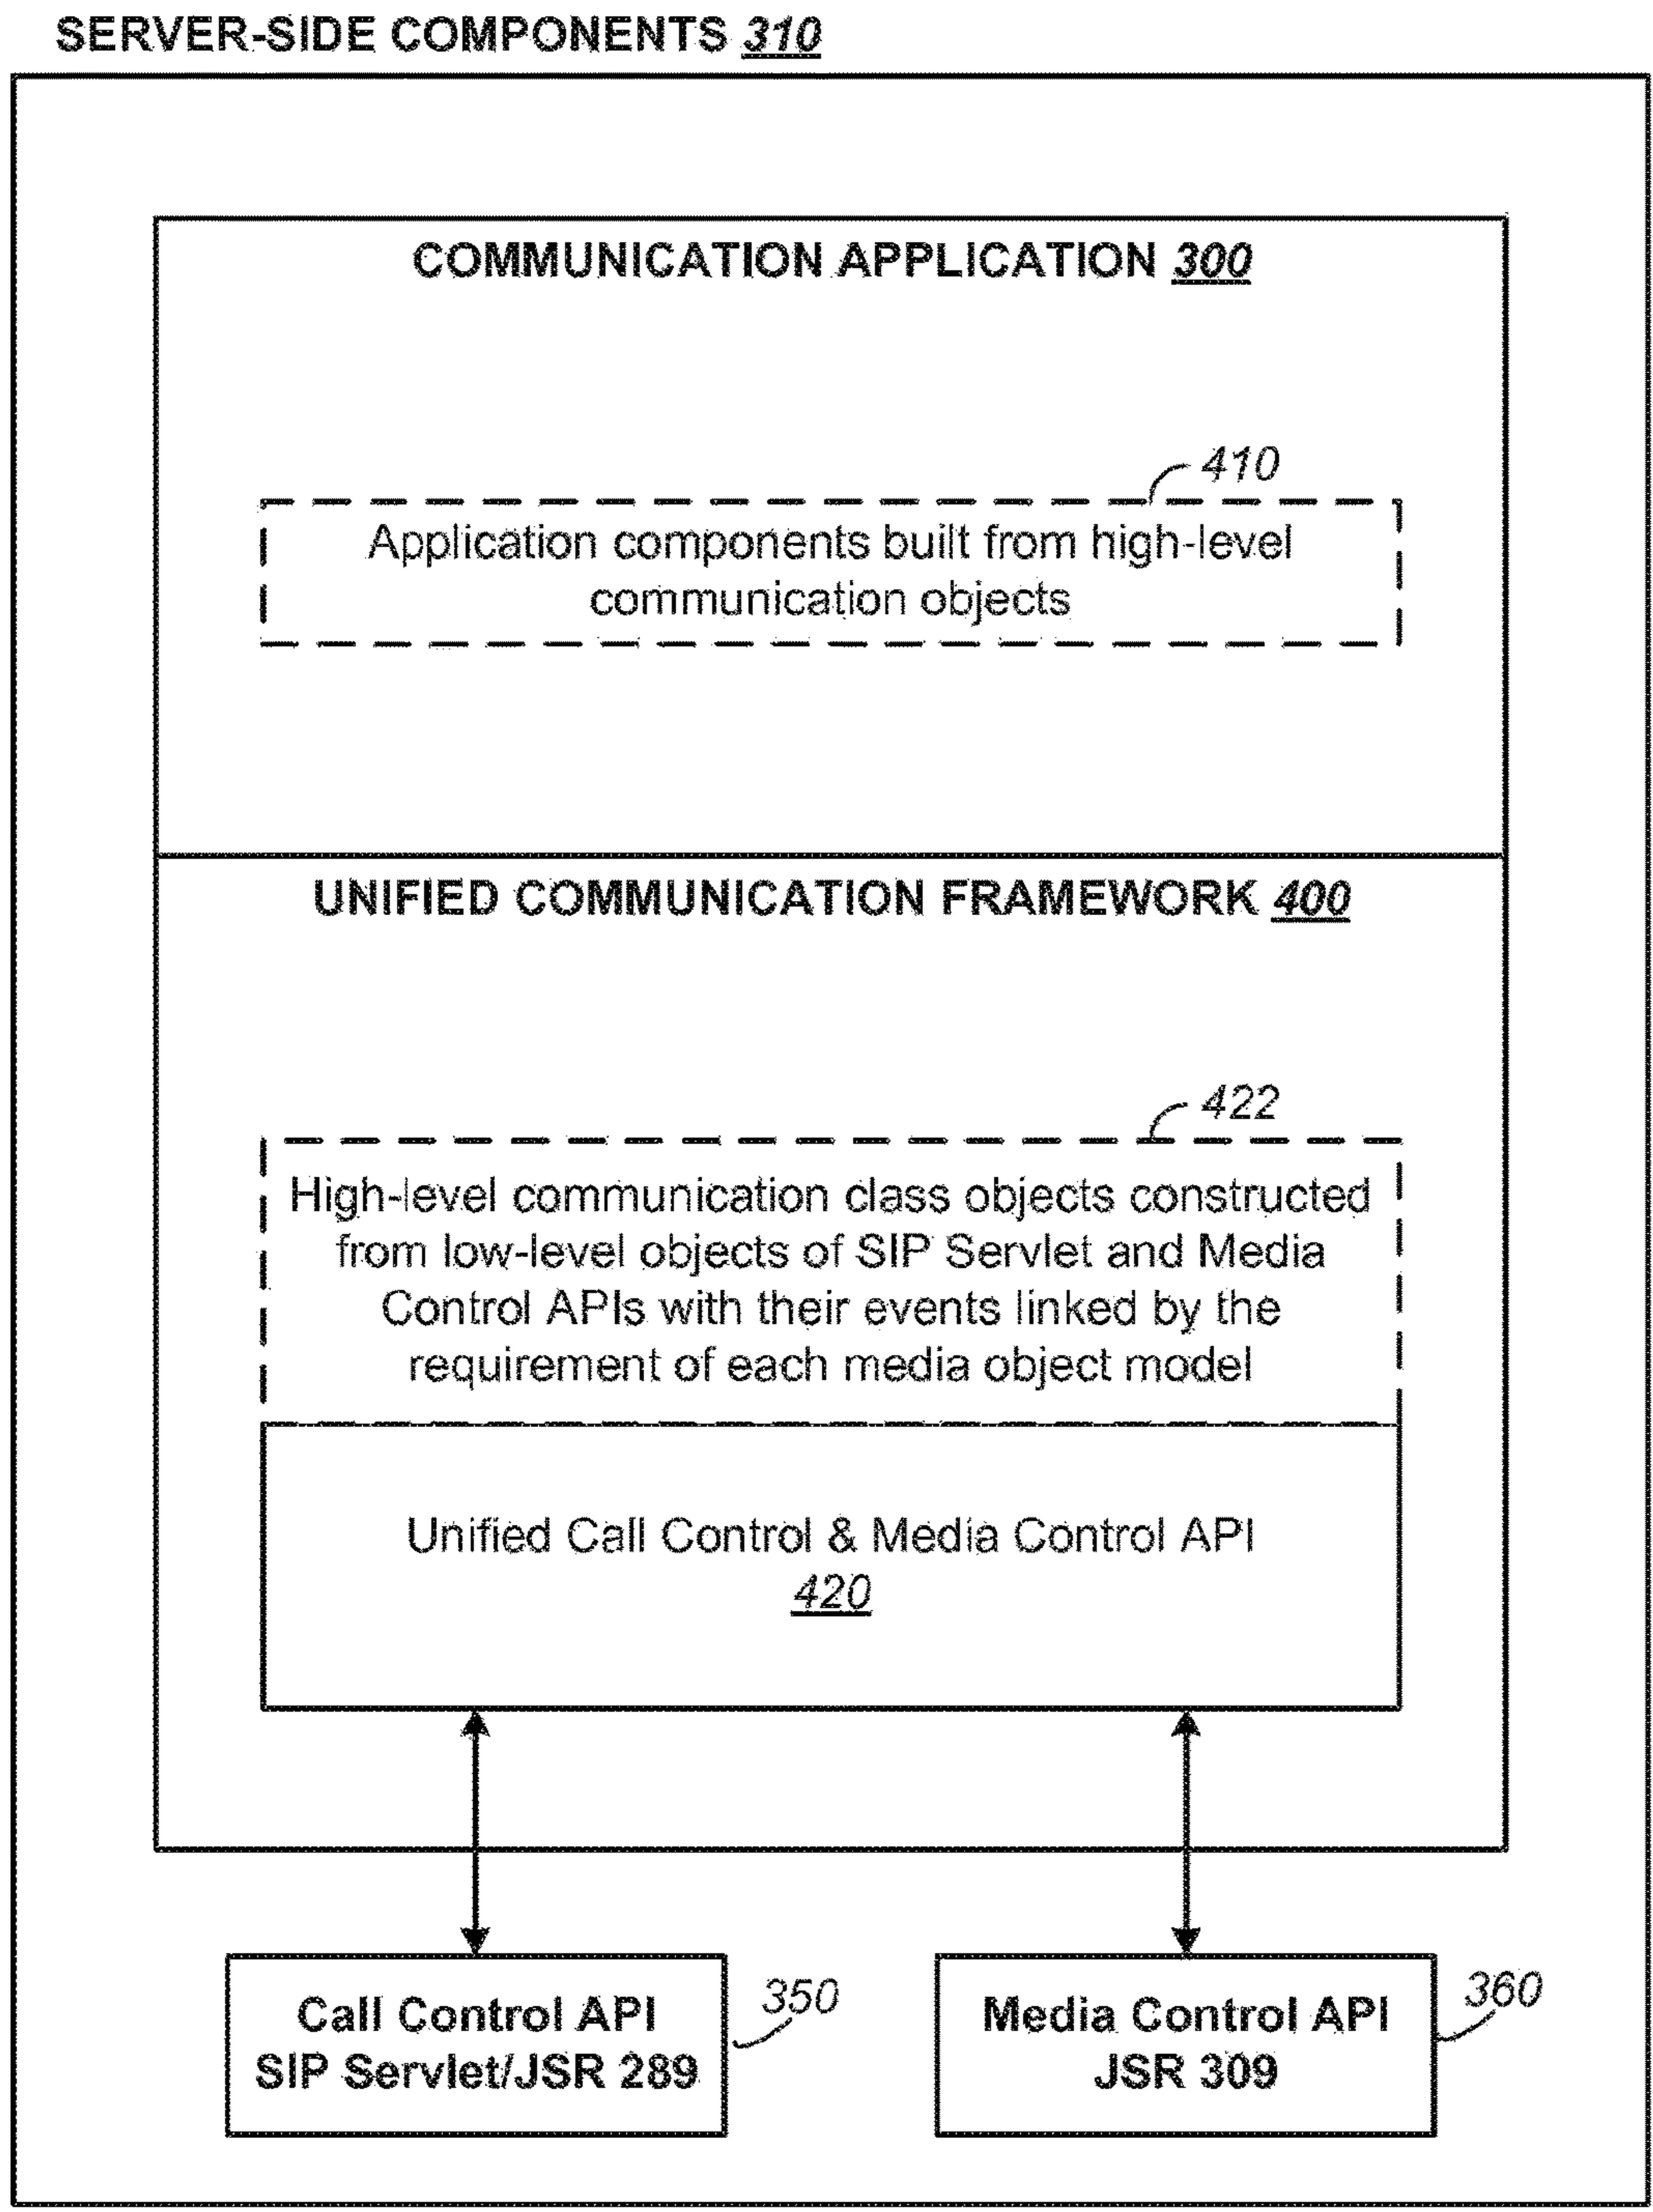 SERVER-SIDE COMPONENTS 310
COMMUNICATION APPLICATION 300
410
Application components built from high-level
communication objects
UNIFIED COMMUNICATION FRAMEWORK 400
422
High-level communication class objects constructed
from low-level objects of SIP Servlet and Media
Control APIs with their events linked by the
requirement of each media object model
Unified Call Control & Media Control API
420
Call Control API
SIP Servlet/JSR 289
350
Media Control API
JSR 309
360